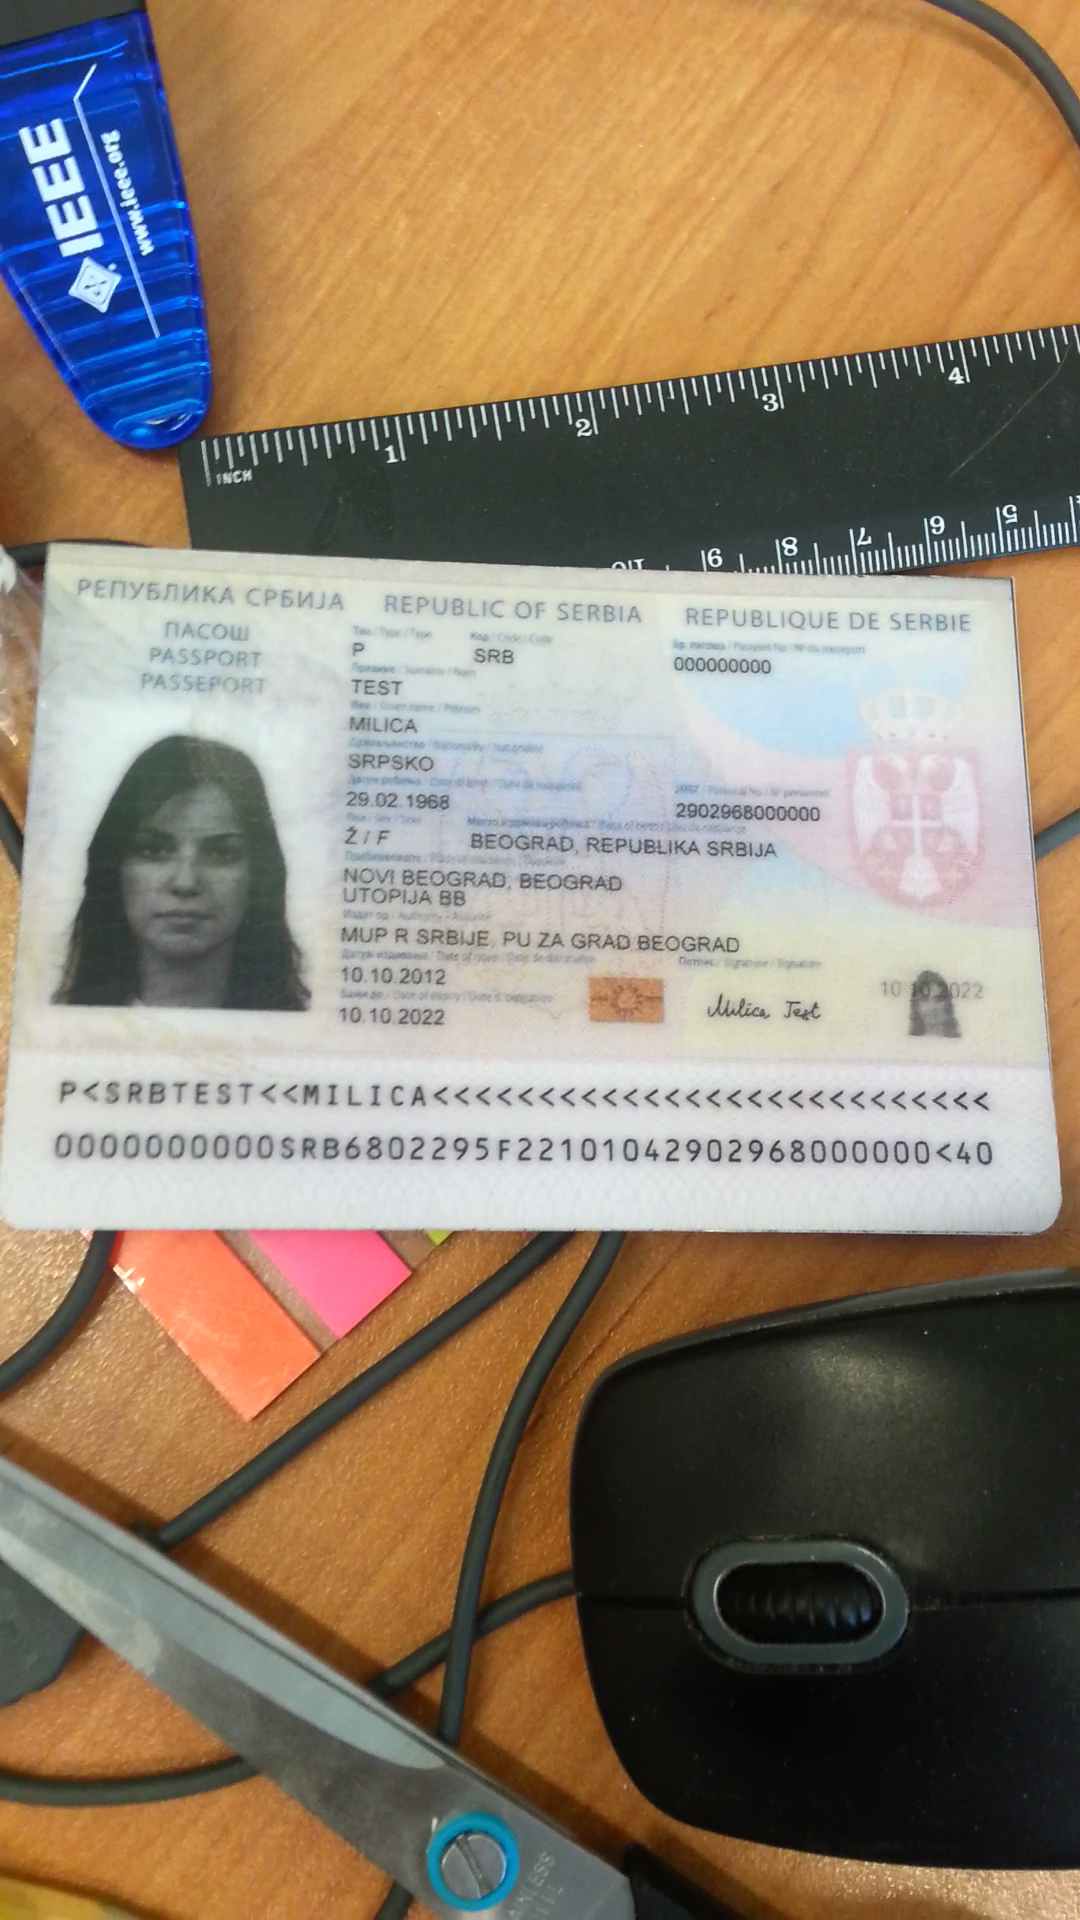 IEEE
www.ieee.org
1 2 3 4
INCH
10 9 8 7 6 5
РЕПУБЛИКА СРБИЈА REPUBLIC OF SERBIA REPUBLIQUE DE SERBIE
ПАСОШ
PASSPORT
PASSEPORT
Тип / Type / Type Код / Code / Code Бр. пасоша / Passport No / Nº du passeport
P SRB 000000000
Презиме / Surname / Nom
TEST
Име / Given name / Prénom
MILICA
Држављанство / Nationality / Nationalité
SRPSKO
Датум рођења / Date of birth / Date de naissance ЈМБГ / Personal No / Nº personnel
29.02.1968 2902968000000
Пол / Sex / Sexe Место и држава рођења / Place of birth / Lieu de naissance
Ž / F BEOGRAD, REPUBLIKA SRBIJA
Пребивалиште / Place of residence / Domicile
NOVI BEOGRAD, BEOGRAD
UTOPIJA BB
Издат од / Authority / Autorité
MUP R SRBIJE, PU ZA GRAD BEOGRAD
Датум издавања / Date of issue / Date de délivrance Потпис / Signature / Signature
10.10.2012
Важи до / Date of expiry / Date d'expiration
10.10.2022
Milica Test
10 10 2022
P<SRBTEST<<MILICA<<<<<<<<<<<<<<<<<<<<<<<<<<<
0000000000SRB6802295F22101042902968000000<40